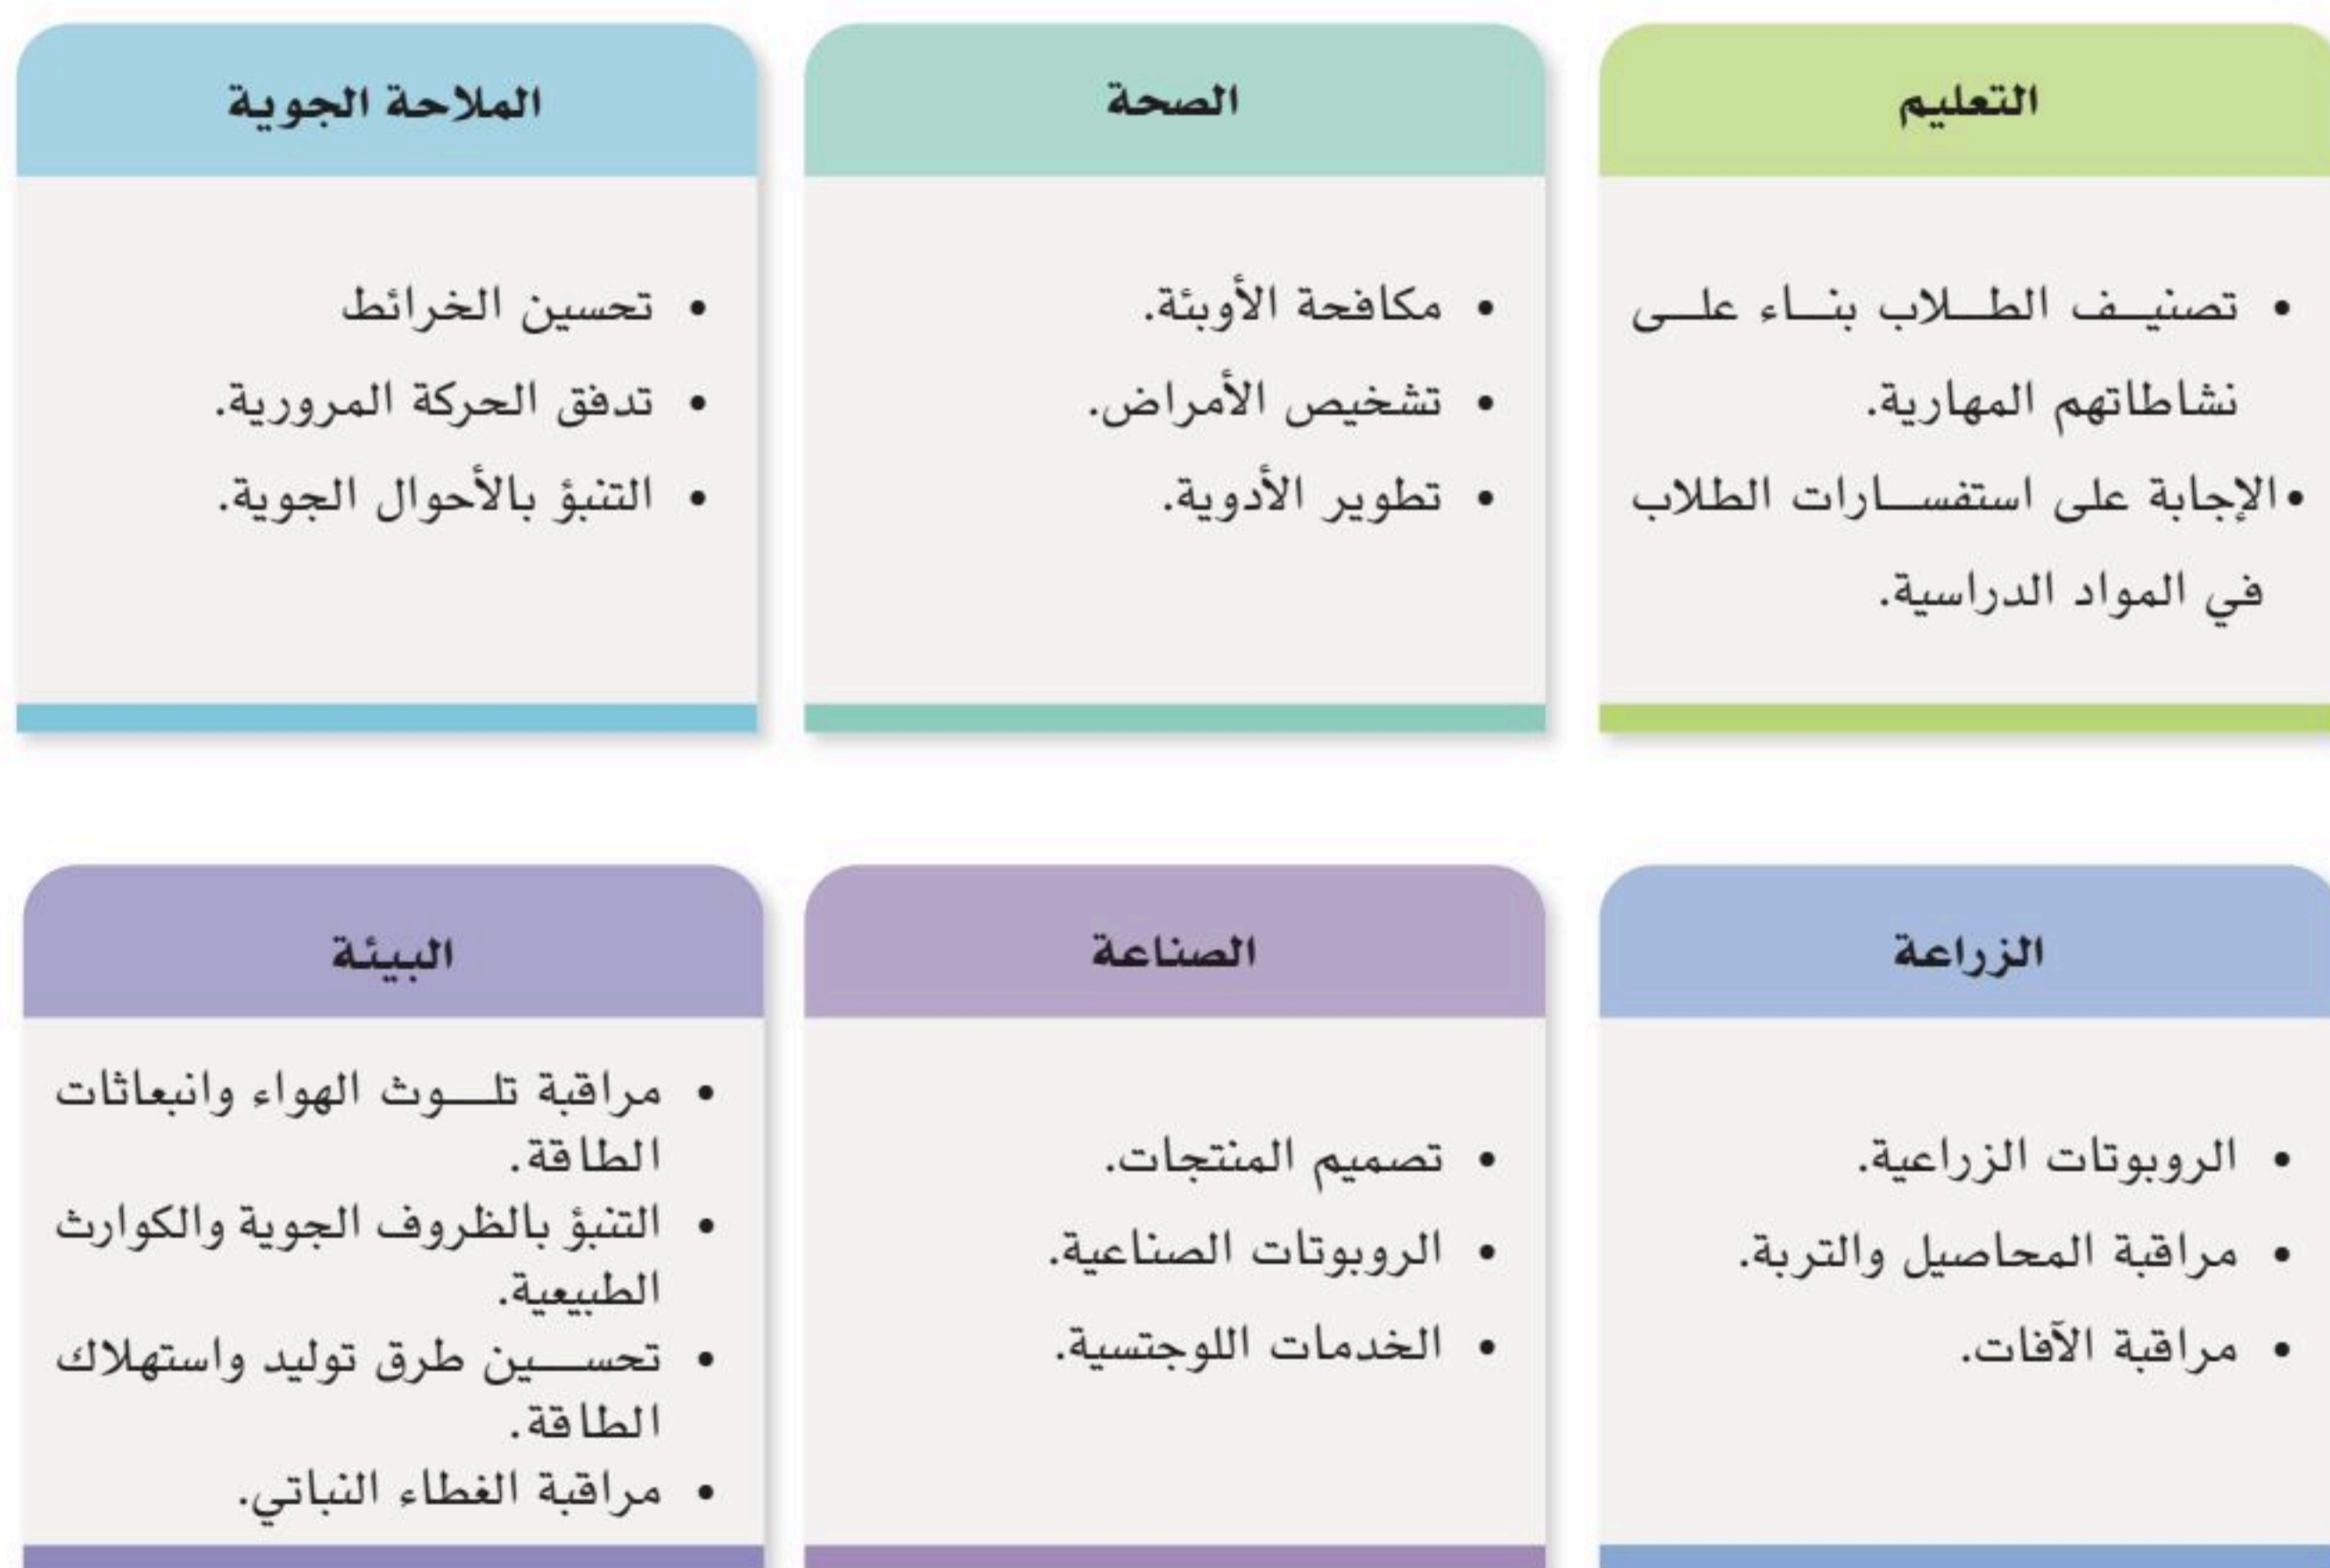 التعليم
• تصنيف الطلاب بناء على
نشاطاتهم المهارية.
• الإجابة على استفسارات الطلاب
في المواد الدراسية.
الصحة
• مكافحة الأوبئة.
• تشخيص الأمراض.
• تطوير الأدوية.
الملاحة الجوية
• تحسين الخرائط
• تدفق الحركة المرورية.
• التنبؤ بالأحوال الجوية.
الزراعة
• الروبوتات الزراعية.
• مراقبة المحاصيل والتربة.
• مراقبة الآفات.
الصناعة
• تصميم المنتجات.
• الروبوتات الصناعية.
• الخدمات اللوجتسية.
البيئة
• مراقبة تلوث الهواء وانبعاثات
الطاقة.
• التنبؤ بالظروف الجوية والكوارث
الطبيعية.
• تحسين طرق توليد واستهلاك
الطاقة.
• مراقبة الغطاء النباتي.